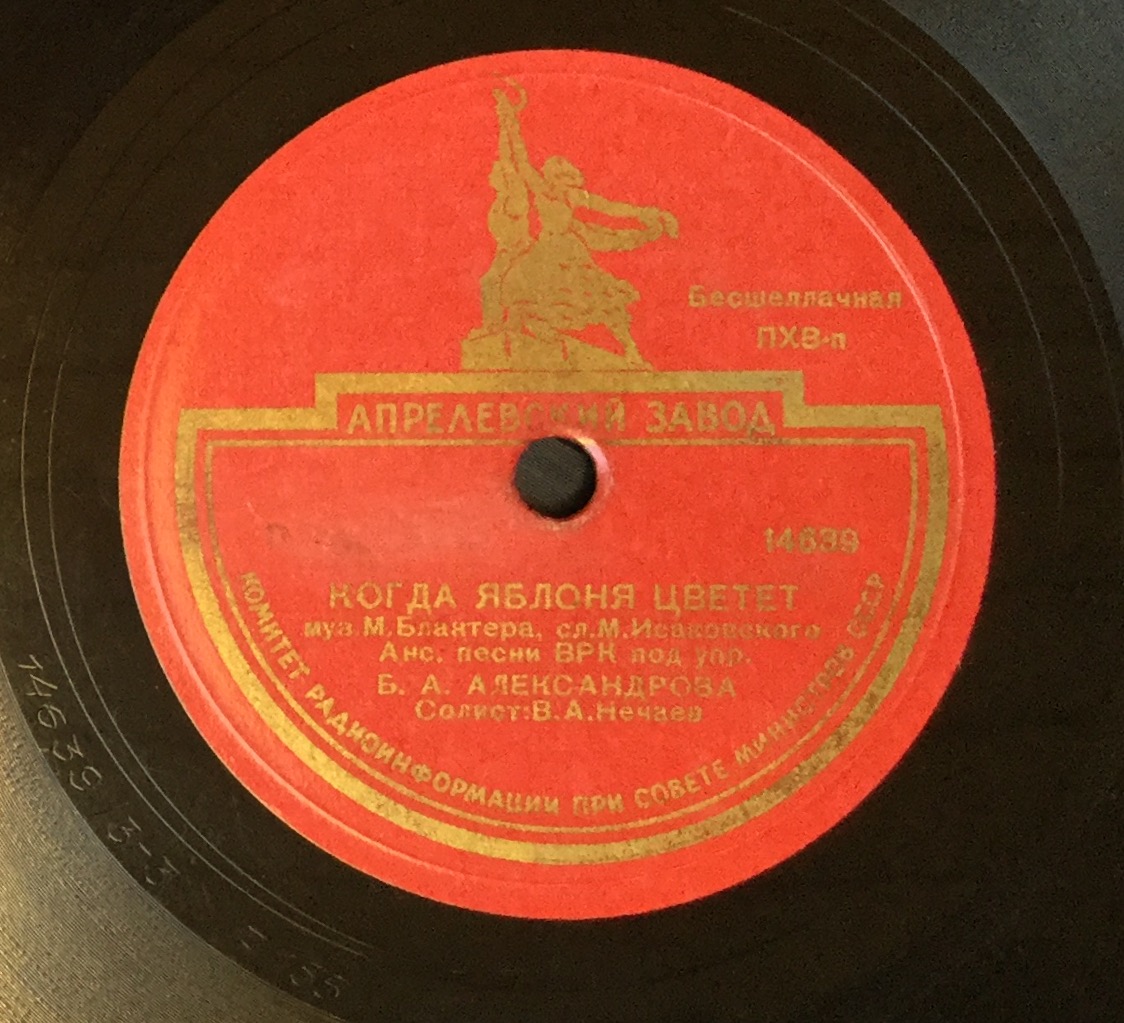 Бесшеллачная
ПХВ-п
АПРЕЛЕВСКИЙ ЗАВОД
14639
КОГДА ЯБЛОНЯ ЦВЕТЕТ
муз. М. Блантера, сл. М. Исаковского
Анс. песни ВРК под упр.
Б. А. АЛЕКСАНДРОВА
Солист: В. А. Нечаев
КОМИТЕТ РАДИОИНФОРМАЦИИ ПРИ СОВЕТЕ МИНИСТРОВ СССР
14639/3-3